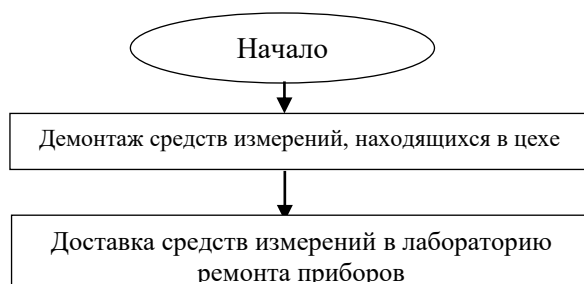 Начало
Демонтаж средств измерений, находящихся в цехе
Доставка средств измерений в лабораторию
ремонта приборов